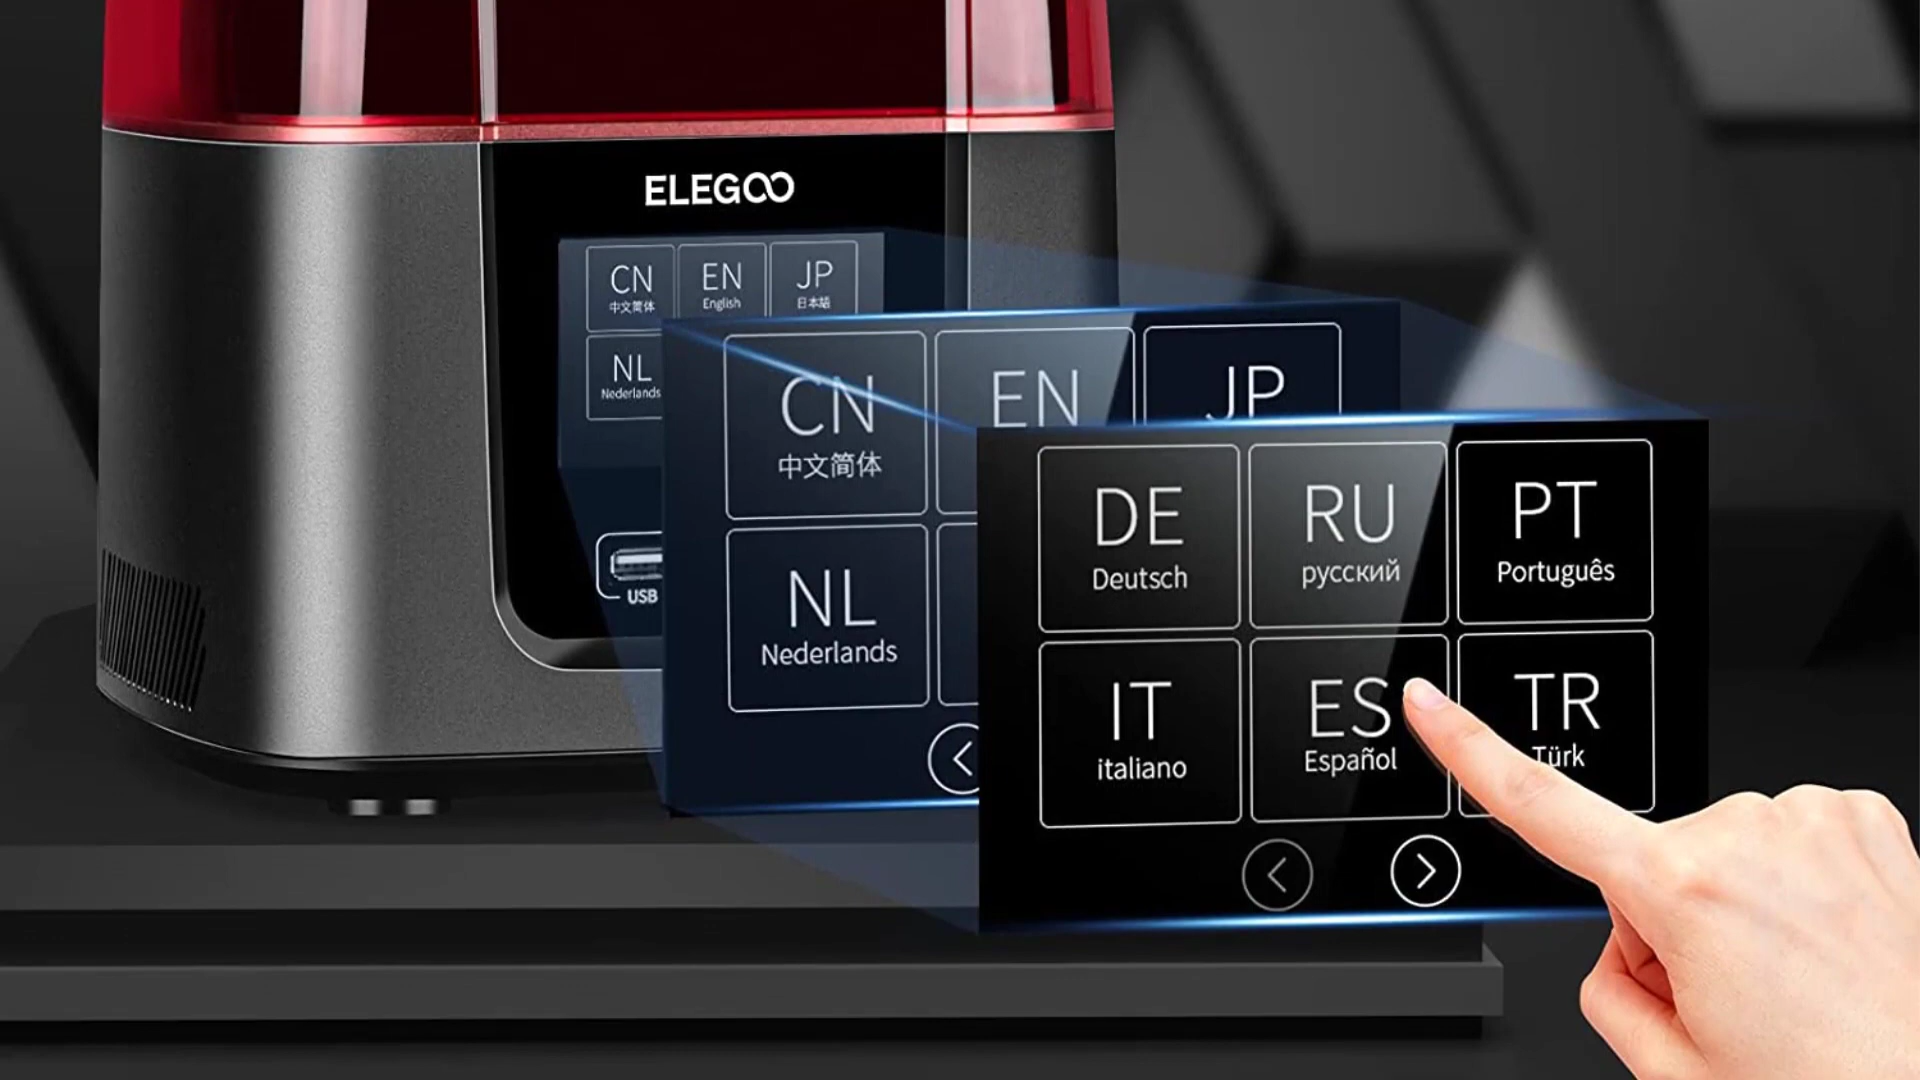 ELEGOO
CN
中文简体
EN
English
JP
日本語
NL
Nederlands
USB
CN
中文简体
EN
JP
NL
Nederlands
DE
Deutsch
RU
русский
PT
Português
IT
italiano
ES
Español
TR
Türk